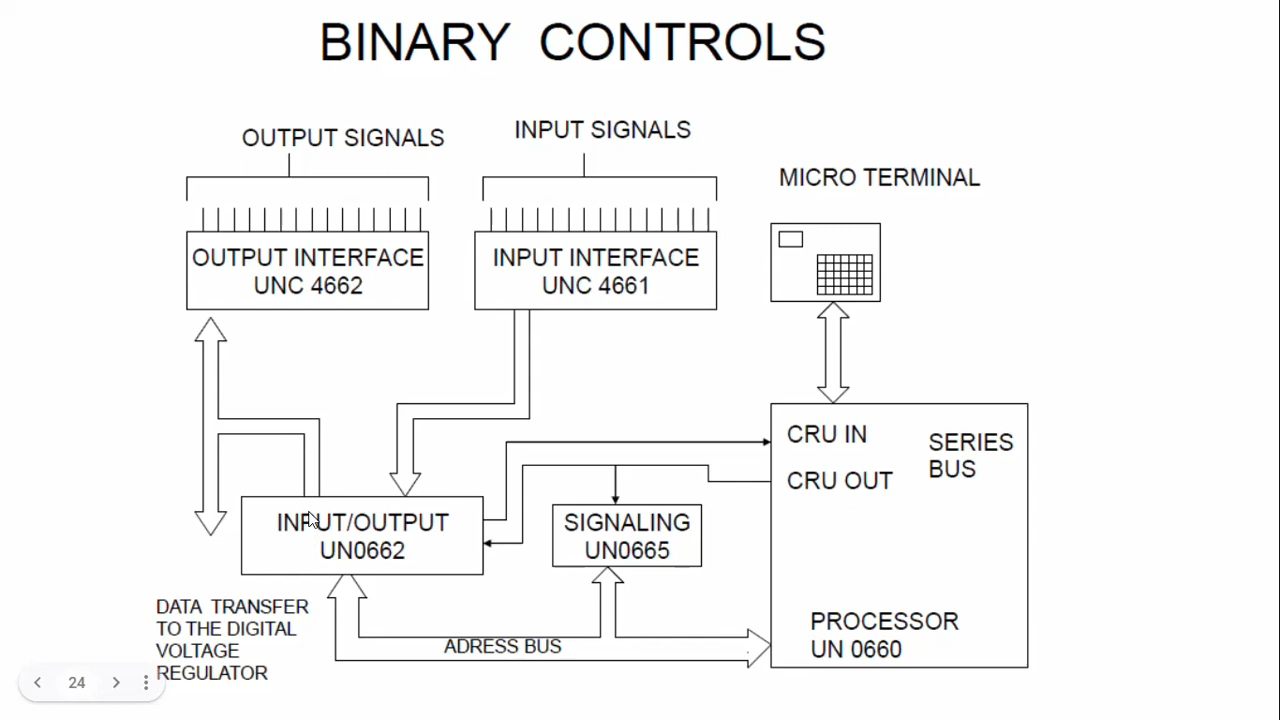 BINARY CONTROLS
OUTPUT SIGNALS
INPUT SIGNALS
MICRO TERMINAL
OUTPUT INTERFACE
UNC 4662
INPUT INTERFACE
UNC 4661
CRU IN
SERIES
BUS
CRU OUT
INPUT/OUTPUT
UN0662
SIGNALING
UN0665
DATA TRANSFER
TO THE DIGITAL
VOLTAGE
REGULATOR
ADRESS BUS
PROCESSOR
UN 0660
24